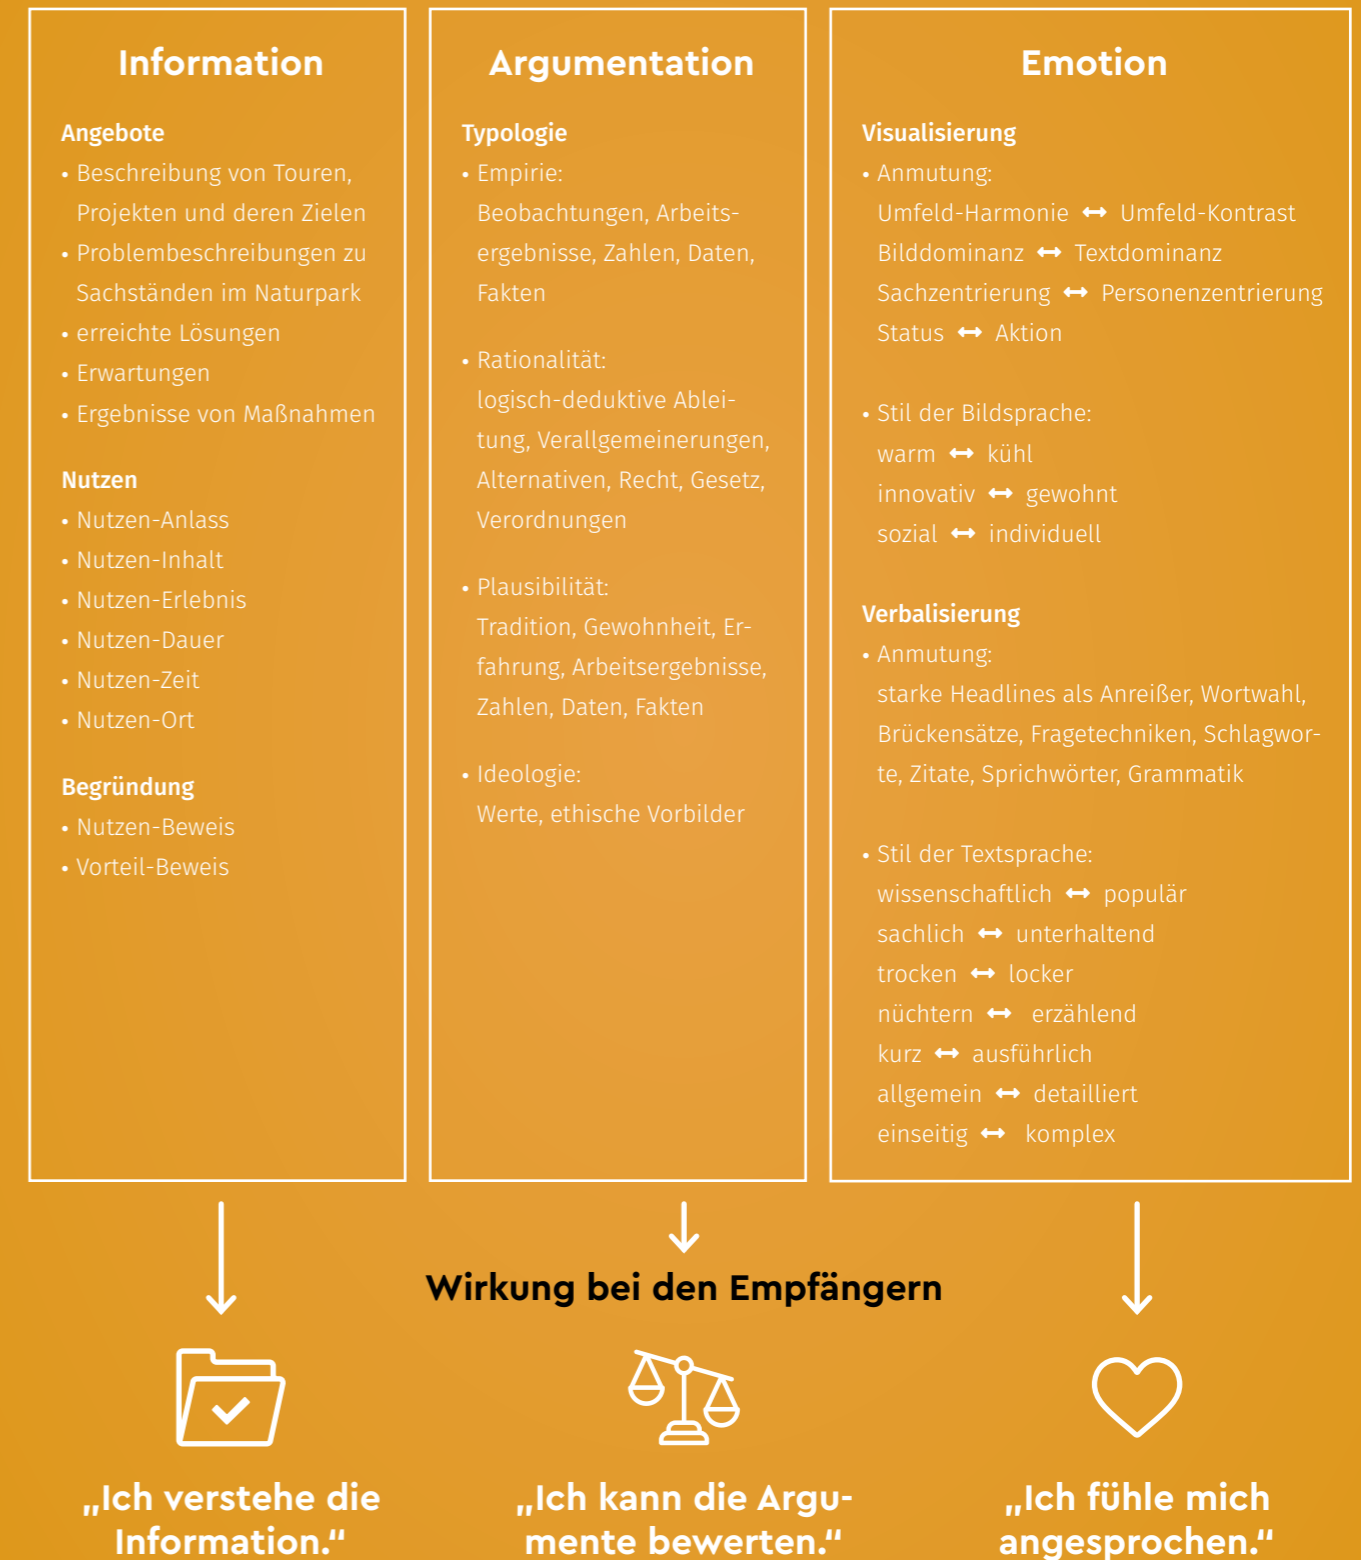 Information
Angebote
• Beschreibung von Touren,
Projekten und deren Zielen
• Problembeschreibungen zu
Sachständen im Naturpark
• erreichte Lösungen
• Erwartungen
• Ergebnisse von Maßnahmen
Nutzen
• Nutzen-Anlass
• Nutzen-Inhalt
• Nutzen-Erlebnis
• Nutzen-Dauer
• Nutzen-Zeit
• Nutzen-Ort
Begründung
• Nutzen-Beweis
• Vorteil-Beweis
Argumentation
Typologie
• Empirie:
Beobachtungen, Arbeits-
ergebnisse, Zahlen, Daten,
Fakten
• Rationalität:
logisch-deduktive Ablei-
tung, Verallgemeinerungen,
Alternativen, Recht, Gesetz,
Verordnungen
• Plausibilität:
Tradition, Gewohnheit, Er-
fahrung, Arbeitsergebnisse,
Zahlen, Daten, Fakten
• Ideologie:
Werte, ethische Vorbilder
Emotion
Visualisierung
• Anmutung:
Umfeld-Harmonie ↔ Umfeld-Kontrast
Bilddominanz ↔ Textdominanz
Sachzentrierung ↔ Personenzentrierung
Status ↔ Aktion
• Stil der Bildsprache:
warm ↔ kühl
innovativ ↔ gewohnt
sozial ↔ individuell
Verbalisierung
• Anmutung:
starke Headlines als Anreißer, Wortwahl,
Brückensätze, Fragetechniken, Schlagwor-
te, Zitate, Sprichwörter, Grammatik
• Stil der Textsprache:
wissenschaftlich ↔ populär
sachlich ↔ unterhaltend
trocken ↔ locker
nüchtern ↔ erzählend
kurz ↔ ausführlich
allgemein ↔ detailliert
einseitig ↔ komplex
Wirkung bei den Empfängern
„Ich verstehe die
Information.“
„Ich kann die Argu-
mente bewerten.“
„Ich fühle mich
angesprochen.“